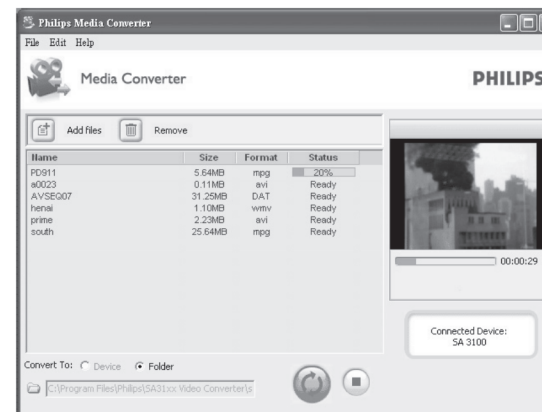 Philips Media Converter
File Edit Help
Media Converter
PHILIPS
Add files Remove
Name Size Format Status
PD911 5.64MB mpg 20%
a0023 0.11MB avi Ready
AVSEQ07 31.25MB DAT Ready
henai 1.10MB wmv Ready
prime 2.23MB avi Ready
south 25.64MB mpg Ready
00:00:29
Connected Device:
SA 3100
Convert To: Device Folder
C:\Program Files\Philips\SA31xx Video Converter\s